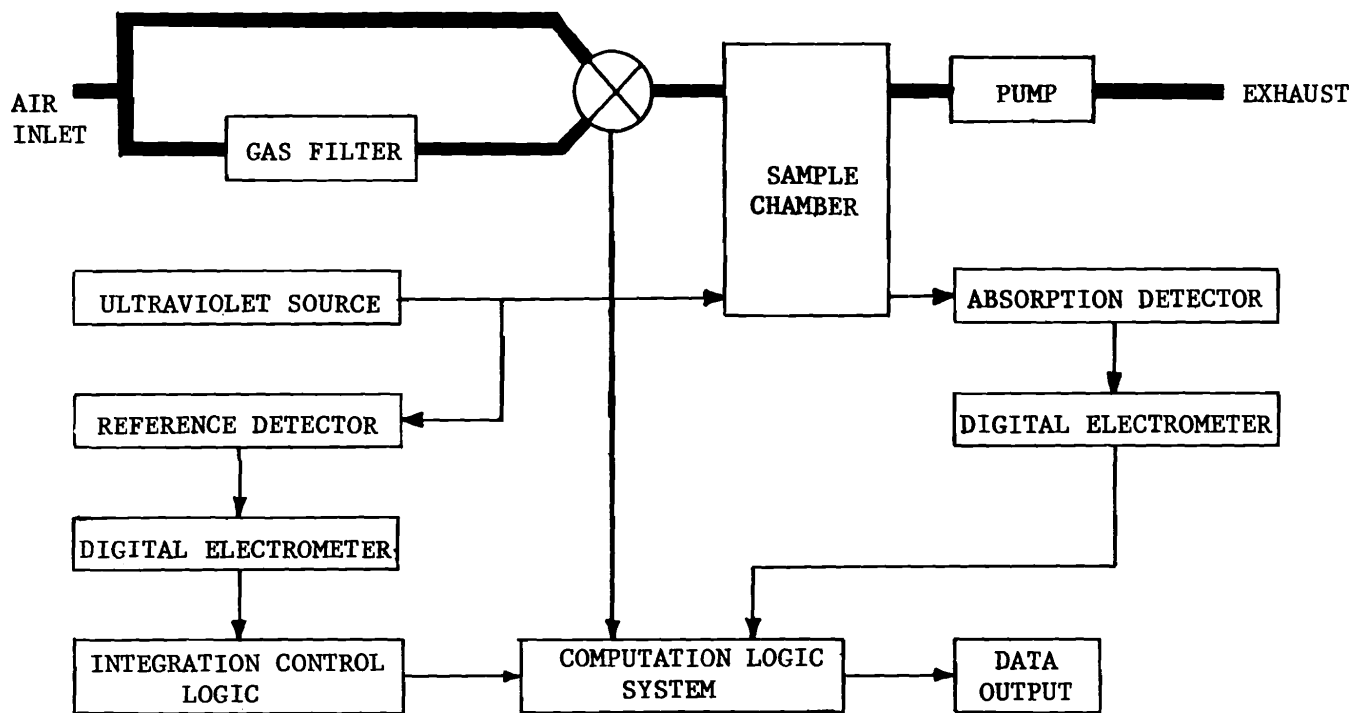 AIR
INLET
GAS FILTER
SAMPLE
CHAMBER
PUMP
EXHAUST
ULTRAVIOLET SOURCE
ABSORPTION DETECTOR
REFERENCE DETECTOR
DIGITAL ELECTROMETER
DIGITAL ELECTROMETER
INTEGRATION CONTROL
LOGIC
COMPUTATION LOGIC
SYSTEM
DATA
OUTPUT